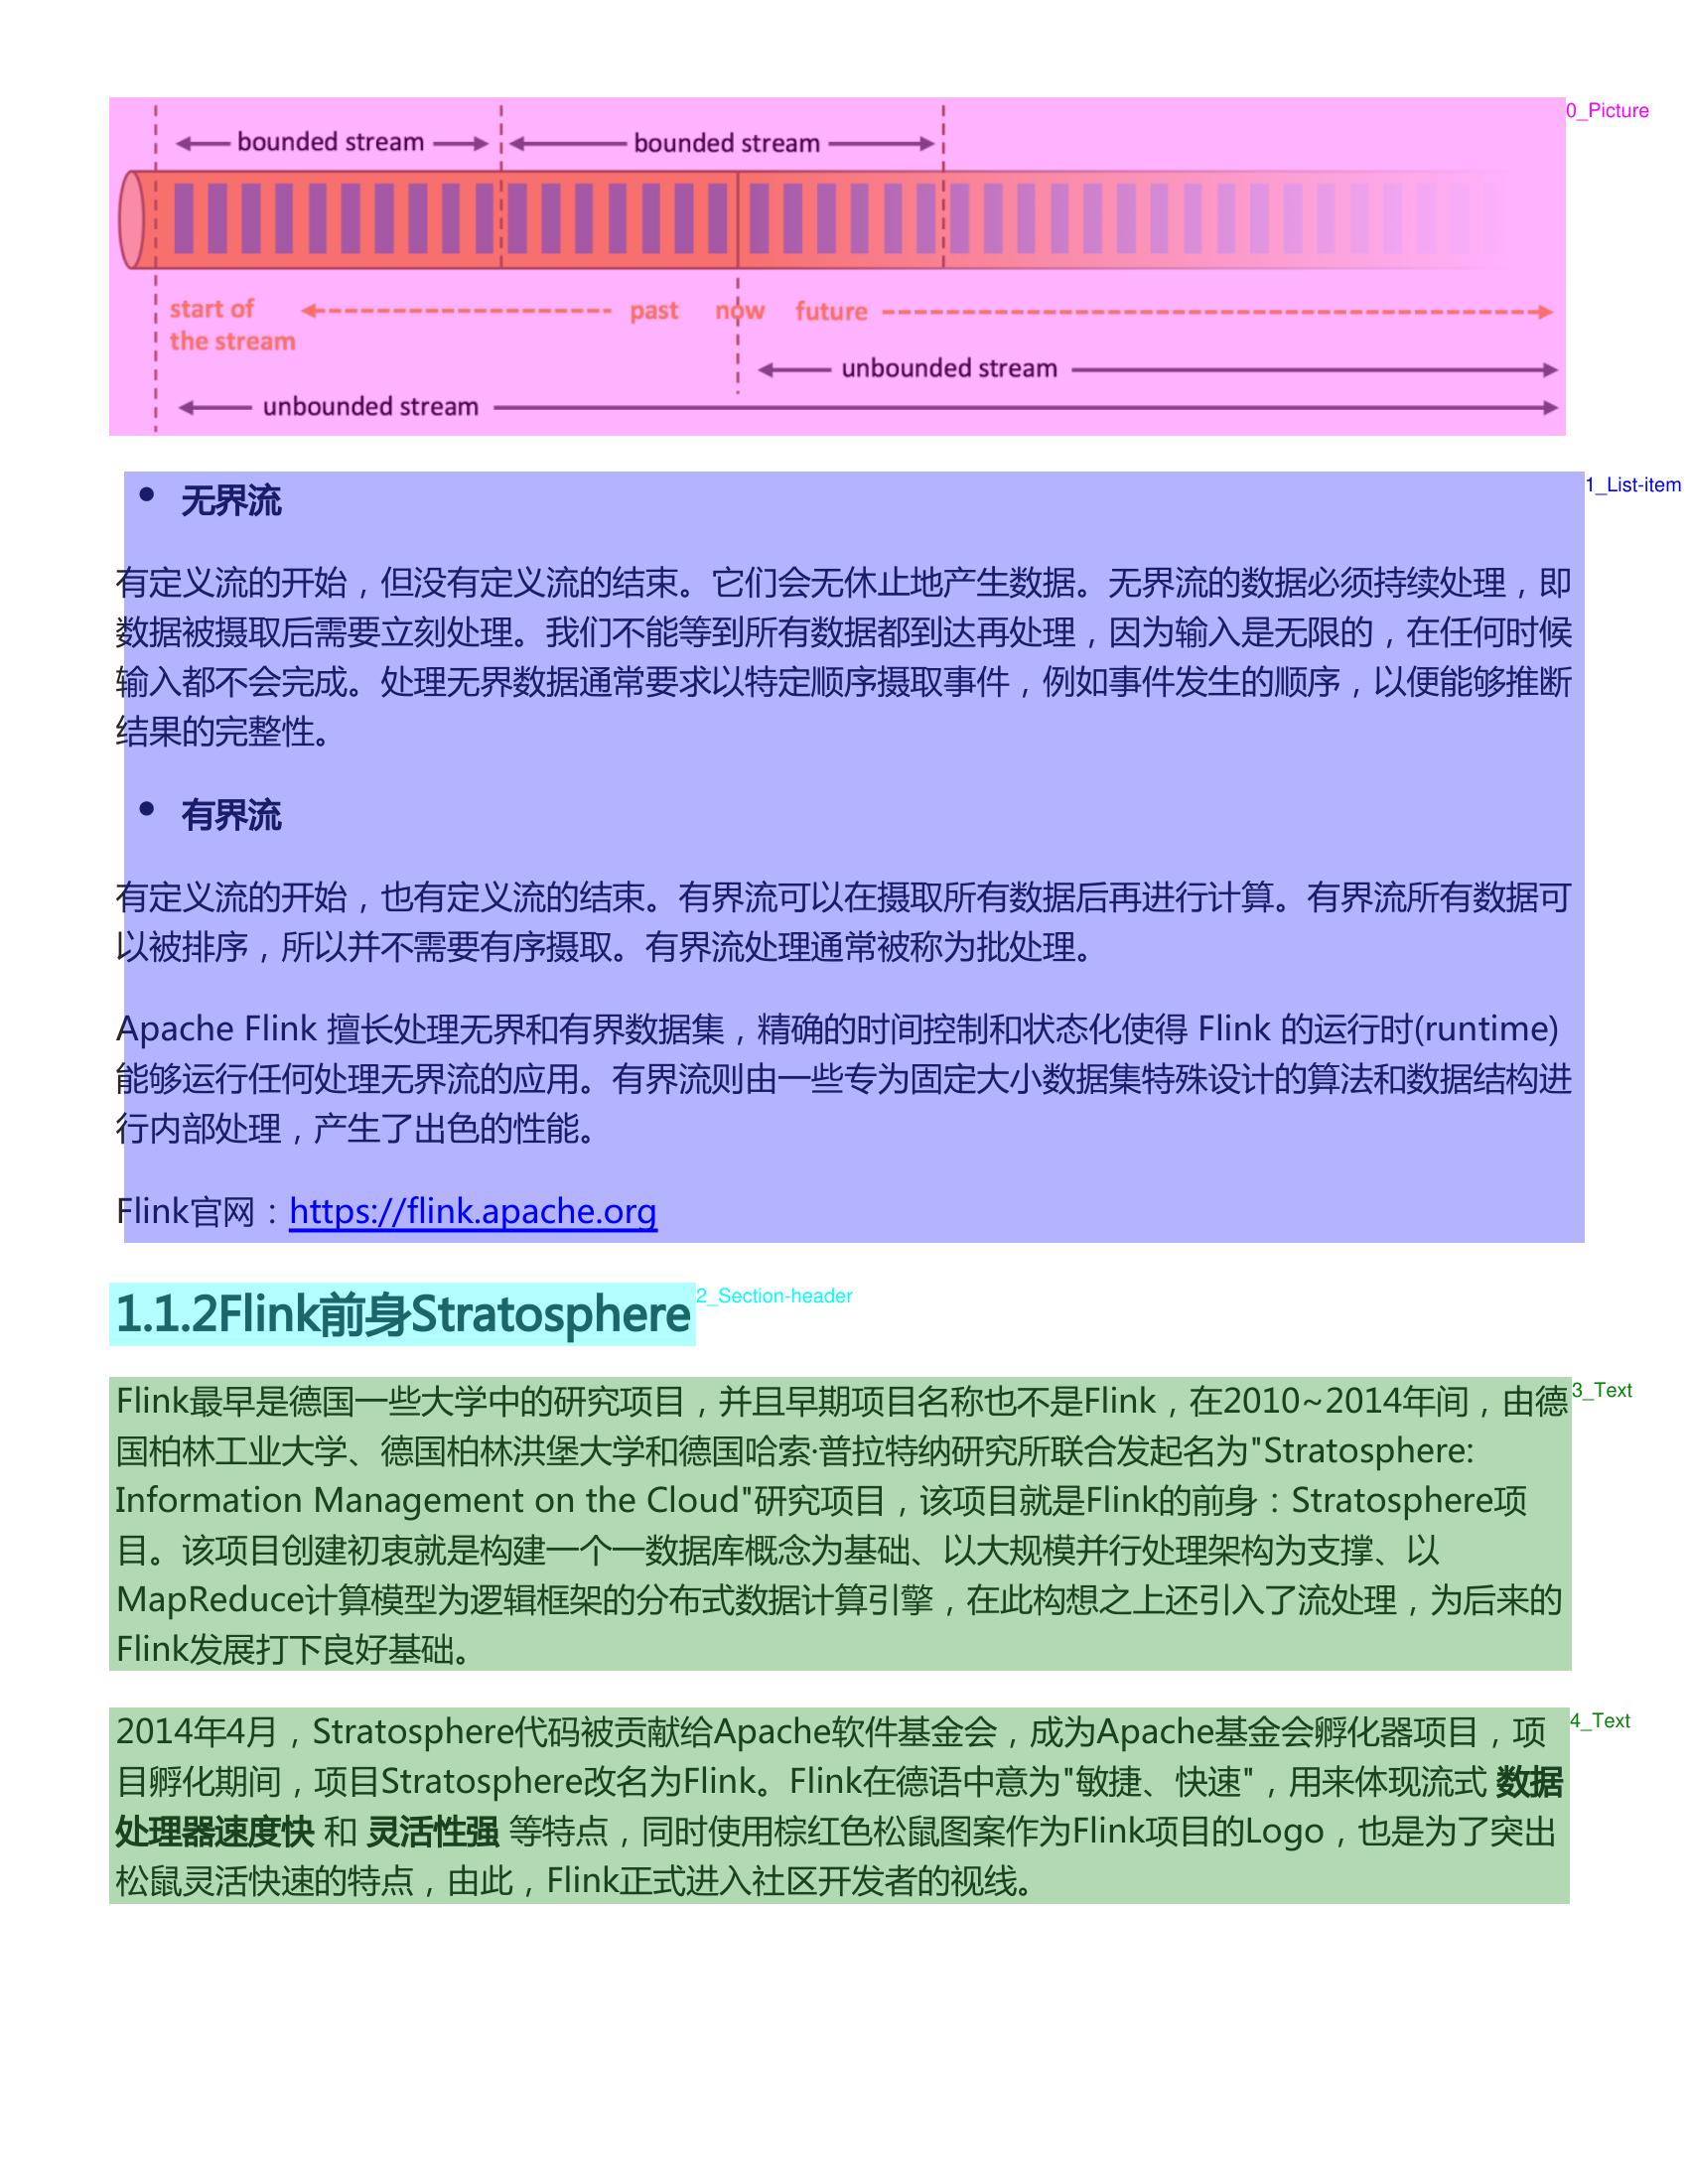 0_Picture
bounded stream bounded stream
start of the stream past now future
unbounded stream
unbounded stream
1_List-item
• 无界流
有定义流的开始，但没有定义流的结束。它们会无休止地产生数据。无界流的数据必须持续处理，即
数据被摄取后需要立刻处理。我们不能等到所有数据都到达再处理，因为输入是无限的，在任何时候
输入都不会完成。处理无界数据通常要求以特定顺序摄取事件，例如事件发生的顺序，以便能够推断
结果的完整性。
• 有界流
有定义流的开始，也有定义流的结束。有界流可以在摄取所有数据后再进行计算。有界流所有数据可
以被排序，所以并不需要有序摄取。有界流处理通常被称为批处理。
Apache Flink 擅长处理无界和有界数据集，精确的时间控制和状态化使得 Flink 的运行时(runtime)
能够运行任何处理无界流的应用。有界流则由一些专为固定大小数据集特殊设计的算法和数据结构进
行内部处理，产生了出色的性能。
Flink官网：https://flink.apache.org
1.1.2Flink前身Stratosphere
2_Section-header
3_Text
Flink最早是德国一些大学中的研究项目，并且早期项目名称也不是Flink，在2010~2014年间，由德
国柏林工业大学、德国柏林洪堡大学和德国哈索·普拉特纳研究所联合发起名为"Stratosphere:
Information Management on the Cloud"研究项目，该项目就是Flink的前身：Stratosphere项
目。该项目创建初衷就是构建一个一数据库概念为基础、以大规模并行处理架构为支撑、以
MapReduce计算模型为逻辑框架的分布式数据计算引擎，在此构想之上还引入了流处理，为后来的
Flink发展打下良好基础。
4_Text
2014年4月，Stratosphere代码被贡献给Apache软件基金会，成为Apache基金会孵化器项目，项
目孵化期间，项目Stratosphere改名为Flink。Flink在德语中意为"敏捷、快速"，用来体现流式 数据
处理器速度快 和 灵活性强 等特点，同时使用棕红色松鼠图案作为Flink项目的Logo，也是为了突出
松鼠灵活快速的特点，由此，Flink正式进入社区开发者的视线。